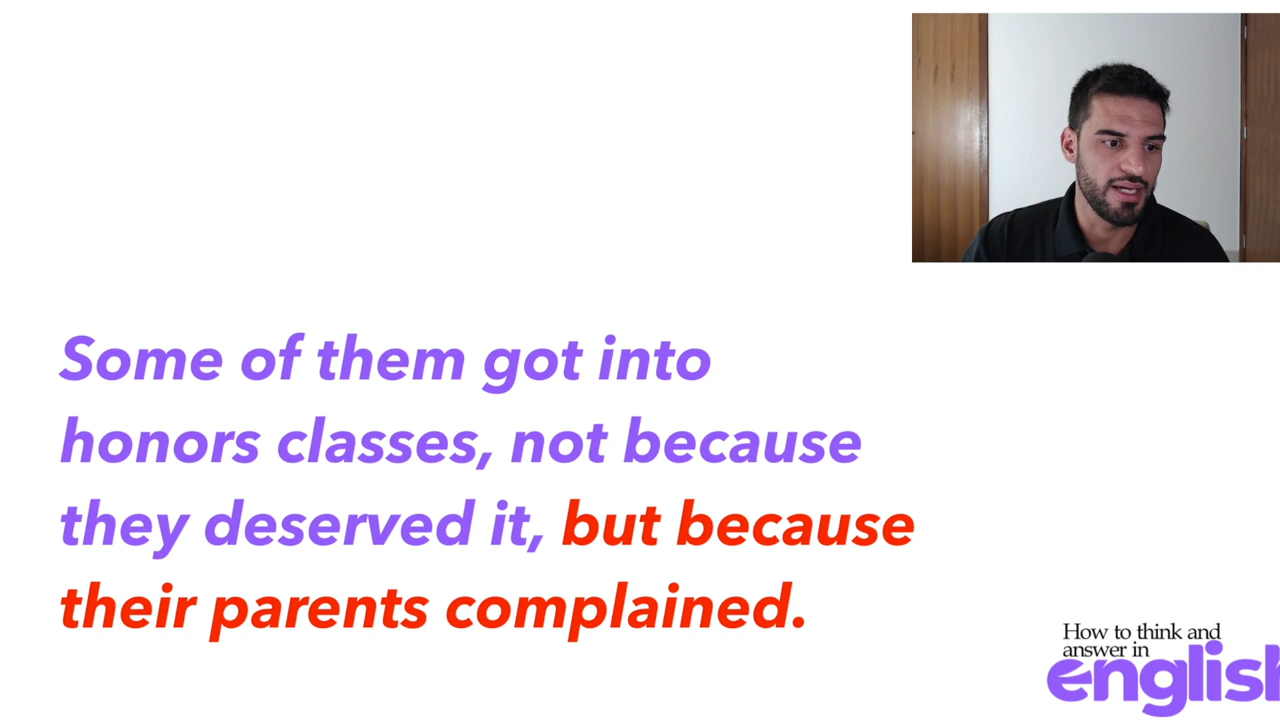 Some of them got into
honors classes, not because
they deserved it, but because
their parents complained.
How to think and
answer in
english